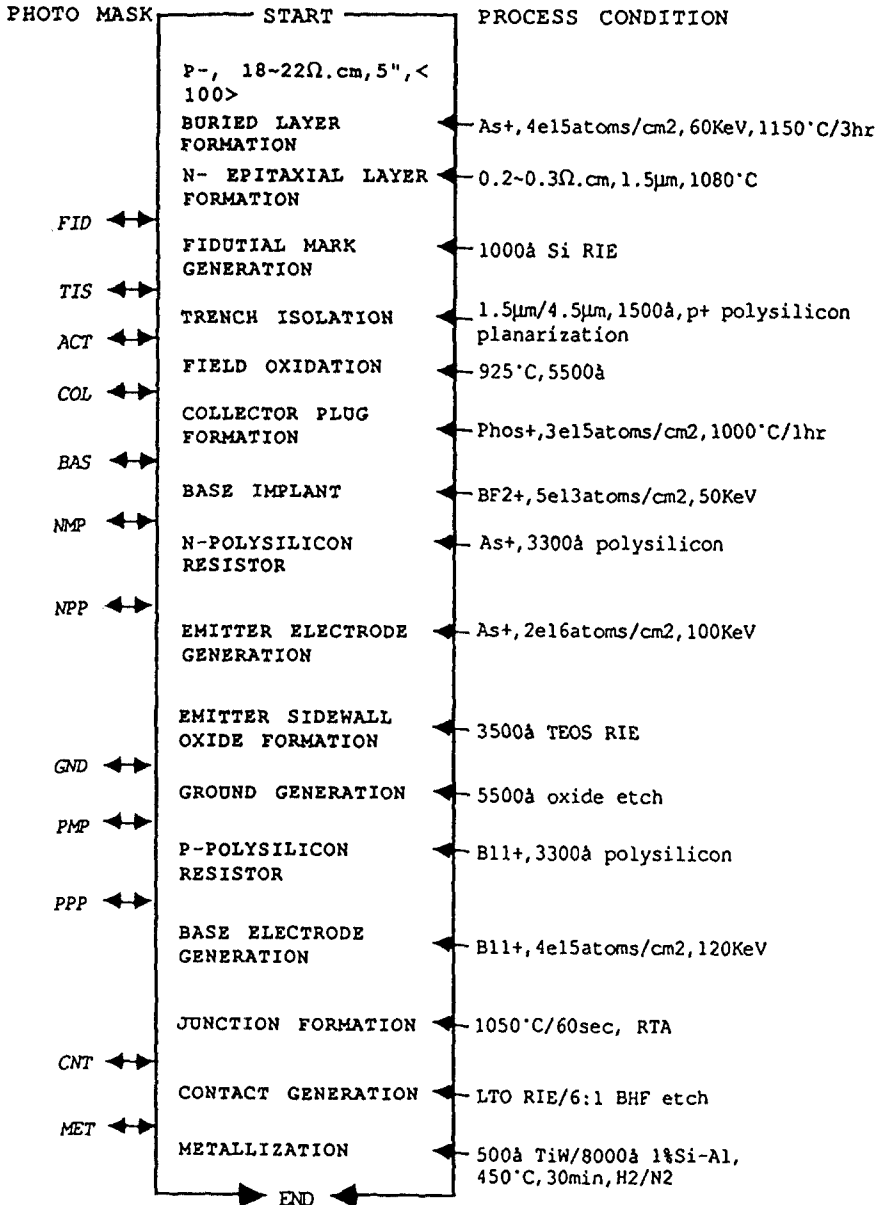 PHOTO MASK START PROCESS CONDITION
P-, 18~22Ω.cm,5",<
100>
BURIED LAYER
FORMATION
As+,4e15atoms/cm2,60KeV,1150°C/3hr
N- EPITAXIAL LAYER
FORMATION
0.2~0.3Ω.cm,1.5μm,1080°C
FID
FIDUTIAL MARK
GENERATION
1000å Si RIE
TIS
TRENCH ISOLATION
1.5μm/4.5μm,1500å,p+ polysilicon
planarization
ACT
FIELD OXIDATION
925°C,5500å
COL
COLLECTOR PLUG
FORMATION
Phos+,3e15atoms/cm2,1000°C/1hr
BAS
BASE IMPLANT
BF2+,5e13atoms/cm2,50KeV
NMP
N-POLYSILICON
RESISTOR
As+,3300å polysilicon
NPP
EMITTER ELECTRODE
GENERATION
As+,2e16atoms/cm2,100KeV
EMITTER SIDEWALL
OXIDE FORMATION
3500å TEOS RIE
GND
GROUND GENERATION
5500å oxide etch
PMP
P-POLYSILICON
RESISTOR
B11+,3300å polysilicon
PPP
BASE ELECTRODE
GENERATION
B11+,4e15atoms/cm2,120KeV
JUNCTION FORMATION
1050°C/60sec, RTA
CNT
CONTACT GENERATION
LTO RIE/6:1 BHF etch
MET
METALLIZATION
500å TiW/8000å 1%Si-Al,
450°C,30min,H2/N2
END